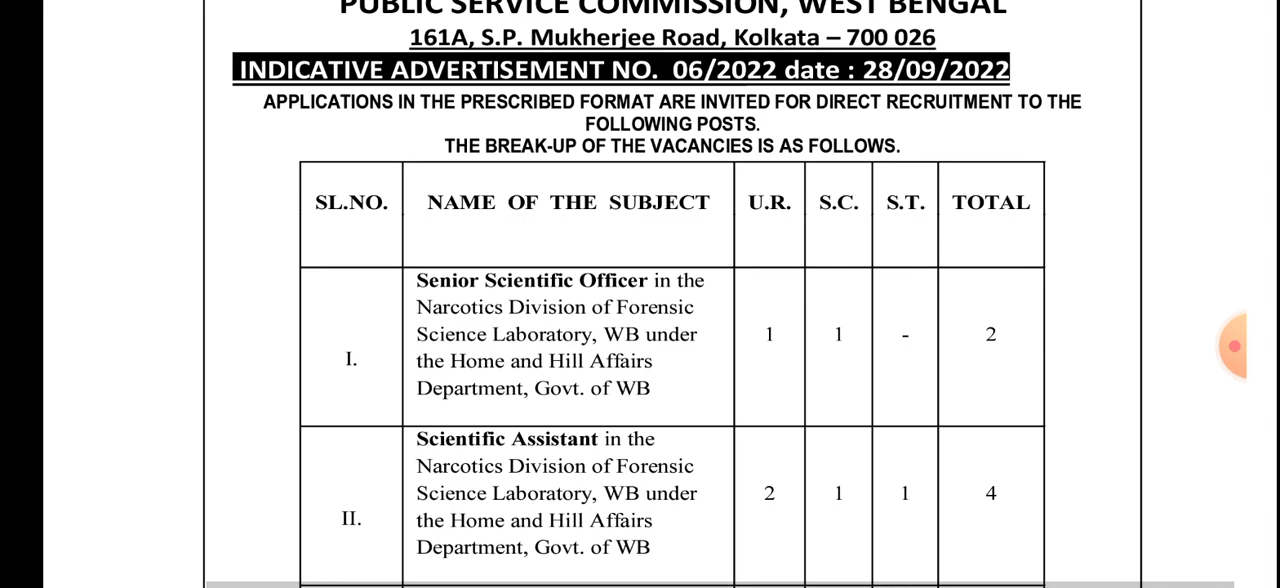 PUBLIC SERVICE COMMISSION, WEST BENGAL
161A, S.P. Mukherjee Road, Kolkata – 700 026
INDICATIVE ADVERTISEMENT NO. 06/2022 date : 28/09/2022
APPLICATIONS IN THE PRESCRIBED FORMAT ARE INVITED FOR DIRECT RECRUITMENT TO THE
FOLLOWING POSTS.
THE BREAK-UP OF THE VACANCIES IS AS FOLLOWS.
SL.NO. NAME OF THE SUBJECT U.R. S.C. S.T. TOTAL
Senior Scientific Officer in the
Narcotics Division of Forensic
Science Laboratory, WB under 1 1 - 2
I. the Home and Hill Affairs
Department, Govt. of WB
Scientific Assistant in the
Narcotics Division of Forensic
Science Laboratory, WB under 2 1 1 4
II. the Home and Hill Affairs
Department, Govt. of WB